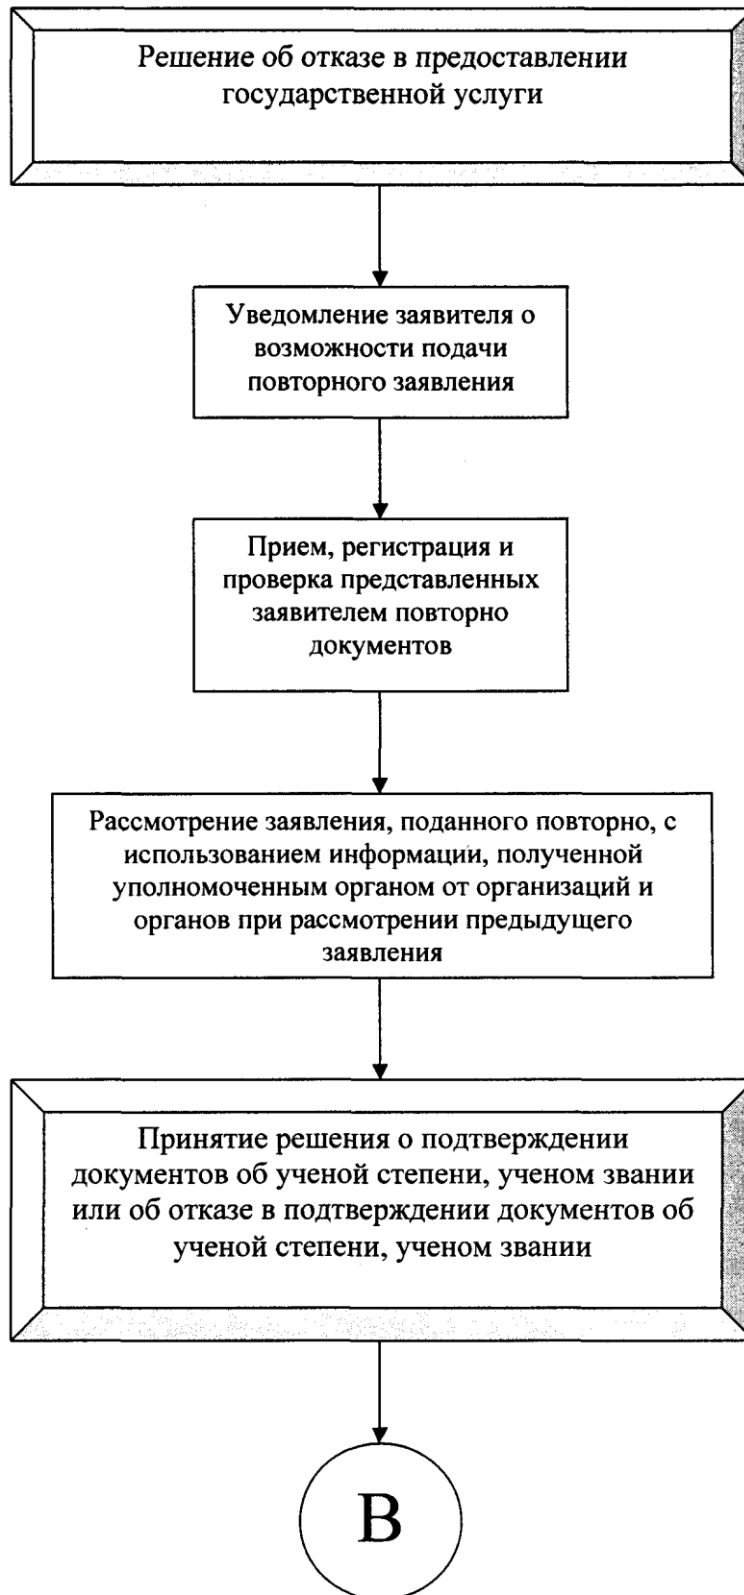 Решение об отказе в предоставлении
государственной услуги
Уведомление заявителя о
возможности подачи
повторного заявления
Прием, регистрация и
проверка представленных
заявителем повторно
документов
Рассмотрение заявления, поданного повторно, с
использованием информации, полученной
уполномоченным органом от организаций и
органов при рассмотрении предыдущего
заявления
Принятие решения о подтверждении
документов об ученой степени, ученом звании
или об отказе в подтверждении документов об
ученой степени, ученом звании
В